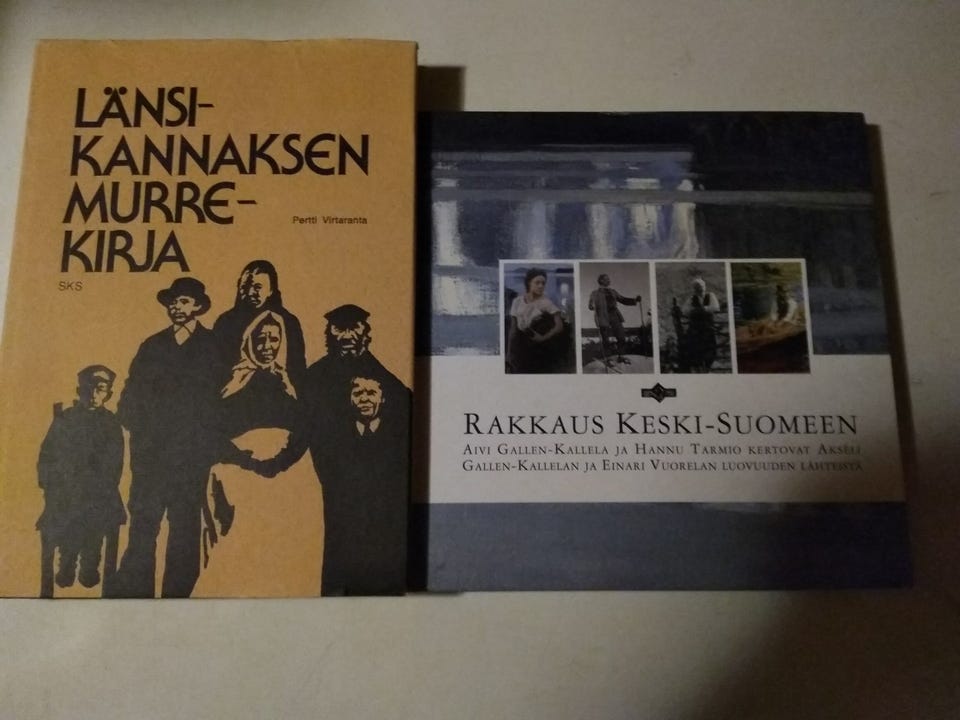 LÄNSI-
KANNAKSEN
MURRE-
KIRJA
Pertti Virtaranta
SKS
RAKKAUS KESKI-SUOMEEN
AIVI GALLEN-KALLELA JA HANNU TARMIO KERTOVAT AKSELI
GALLEN-KALLELAN JA EINARI VUORELAN LUOVUUDEN LÄHTEISTÄ